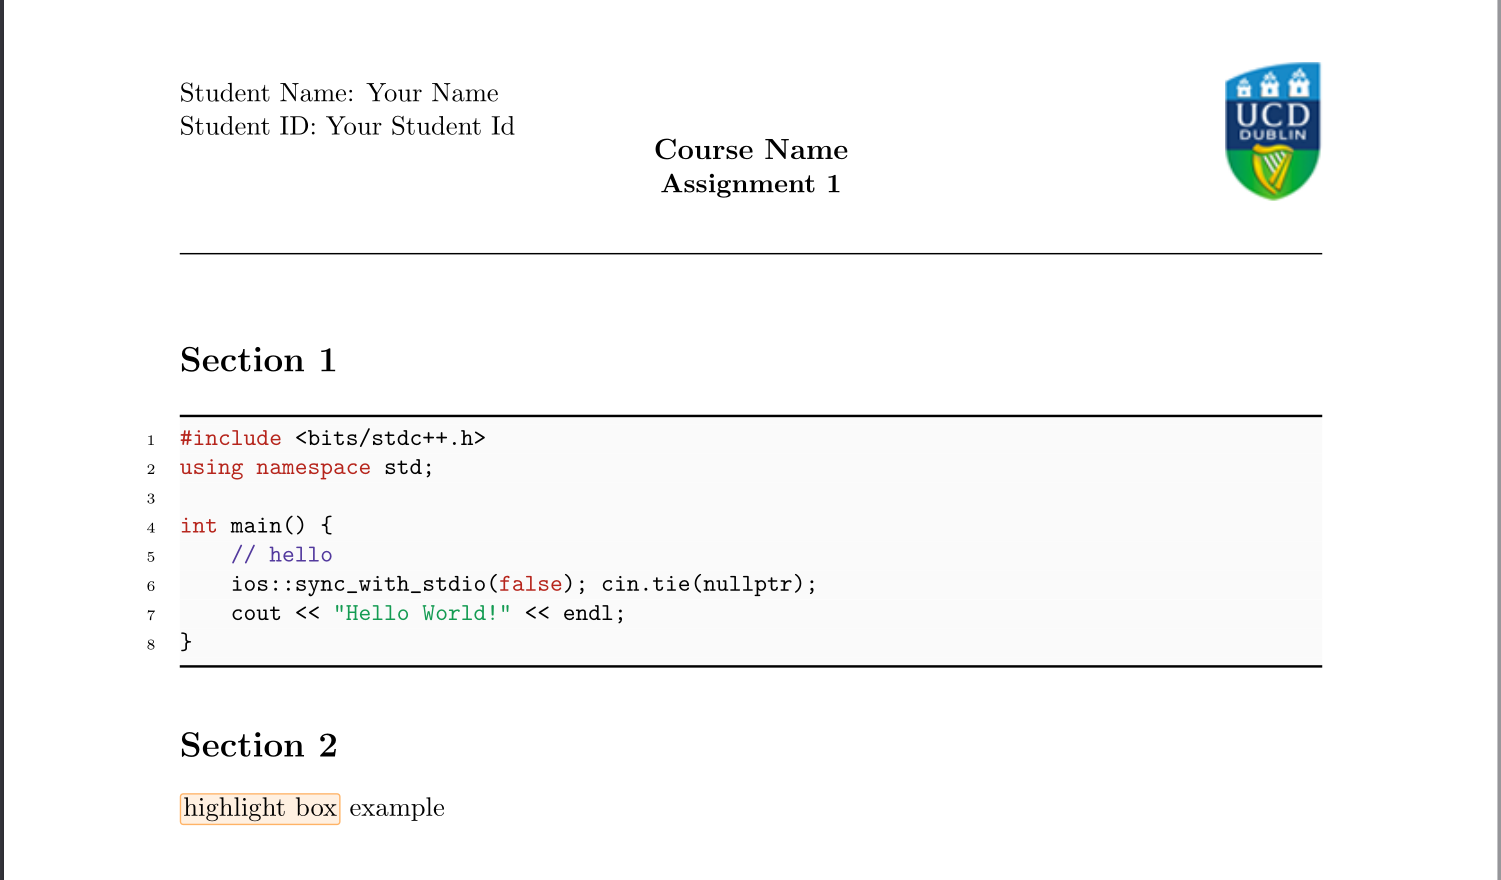 Student Name: Your Name
Student ID: Your Student Id
UCD
DUBLIN
Course Name
Assignment 1
Section 1
1 #include <bits/stdc++.h>
2 using namespace std;
3
4 int main() {
5     // hello
6     ios::sync_with_stdio(false); cin.tie(nullptr);
7     cout << "Hello World!" << endl;
8 }
Section 2
highlight box example